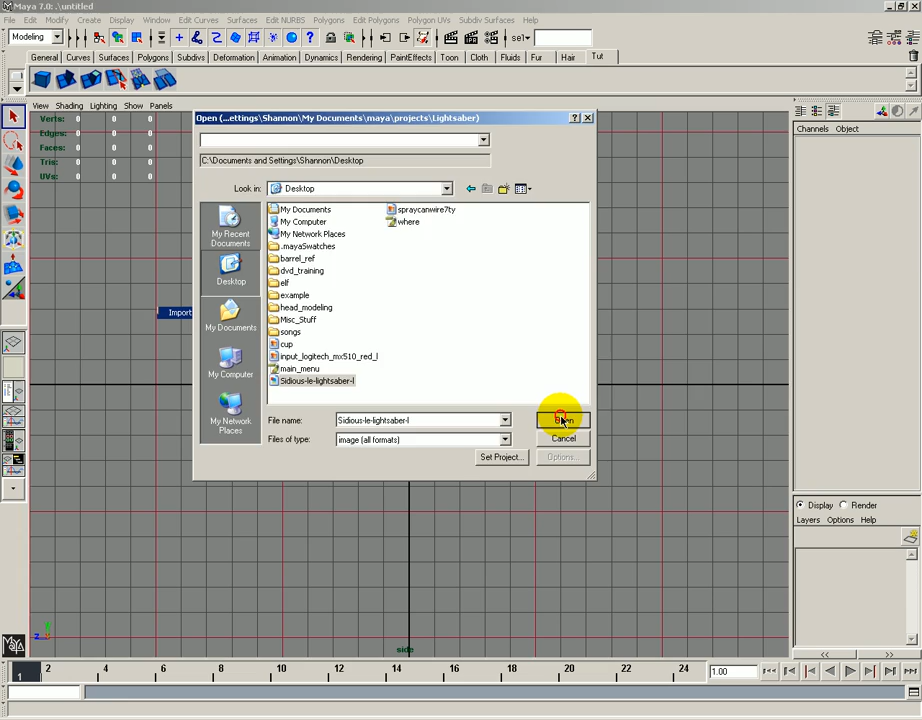 Maya 7.0: .\untitled
File Edit Modify Create Display Window Edit Curves Surfaces Edit NURBS Polygons Edit Polygons Polygon UVs Subdiv Surfaces Help
Modeling
sel
General Curves Surfaces Polygons Subdivs Deformation Animation Dynamics Rendering PaintEffects Toon Cloth Fluids Fur Hair Tut
View Shading Lighting Show Panels
Channels Object
Verts: 0 0 0
Edges: 0 0 0
Faces: 0 0 0
Tris: 0 0 0
UVs: 0 0 0
Import
Open (...ettings\Shannon\My Documents\maya\projects\Lightsaber)
C:\Documents and Settings\Shannon\Desktop
Look in: Desktop
My Recent Documents
Desktop
My Documents
My Computer
My Network Places
My Documents
My Computer
My Network Places
.mayaSwatches
barrel_ref
dvd_training
elf
example
head_modeling
Misc_Stuff
songs
cup
input_logitech_mx510_red_l
main_menu
Sidious-le-lightsaber-l
spraycanwire7ty
where
File name: Sidious-le-lightsaber-l Open
Files of type: image (all formats) Cancel
Set Project... Options...
Display Render
Layers Options Help
side
y
z
<< >>
1 2 4 6 8 10 12 14 16 18 20 22 24 1.00